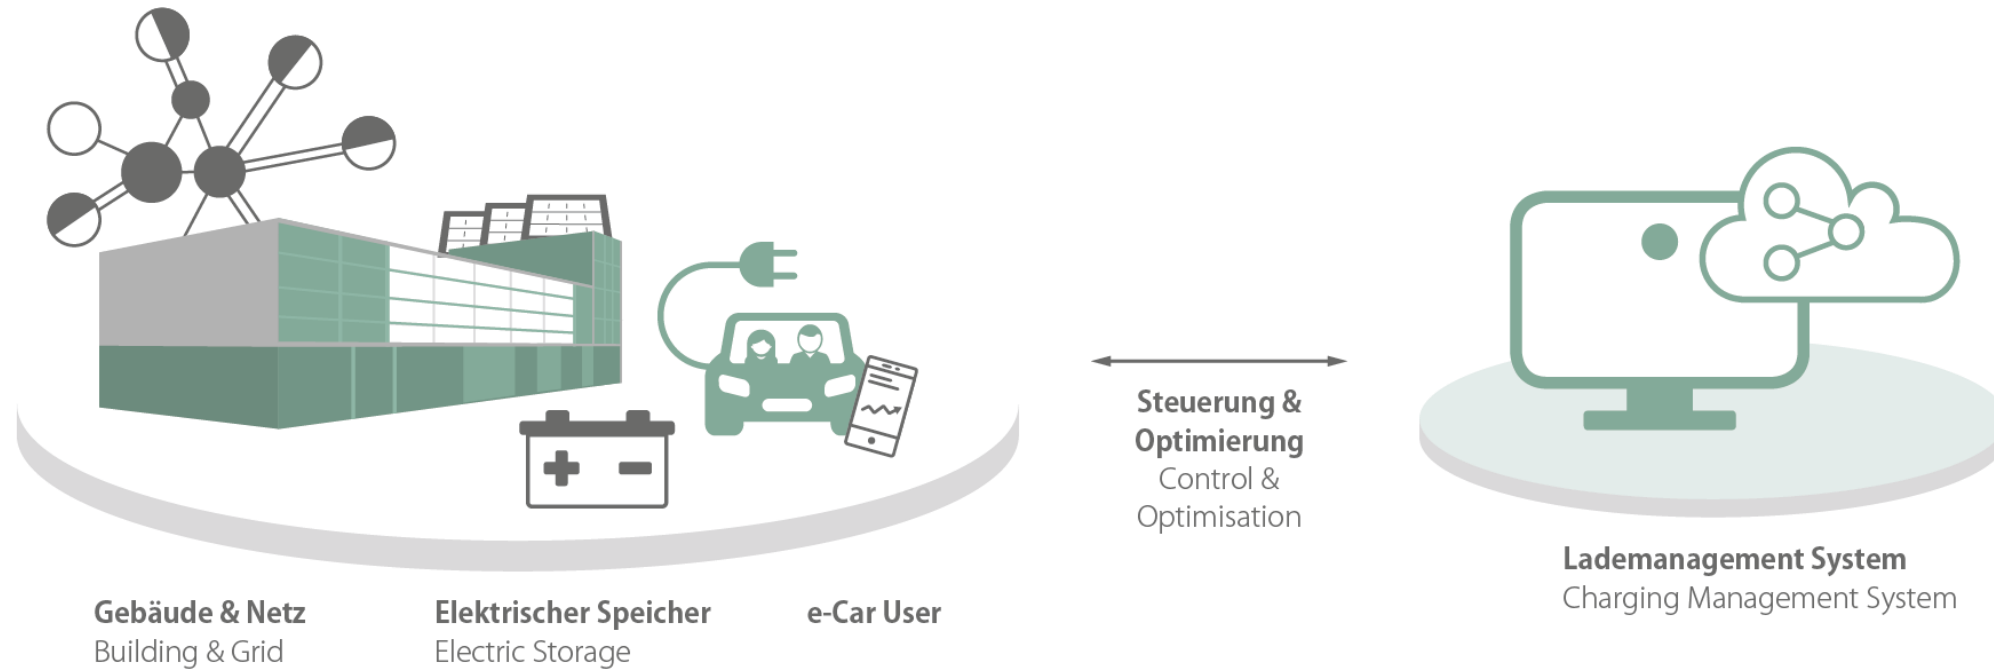 Steuerung &
Optimierung
Control &
Optimisation
Lademanagement System
Charging Management System
Gebäude & Netz
Building & Grid
Elektrischer Speicher
Electric Storage
e-Car User